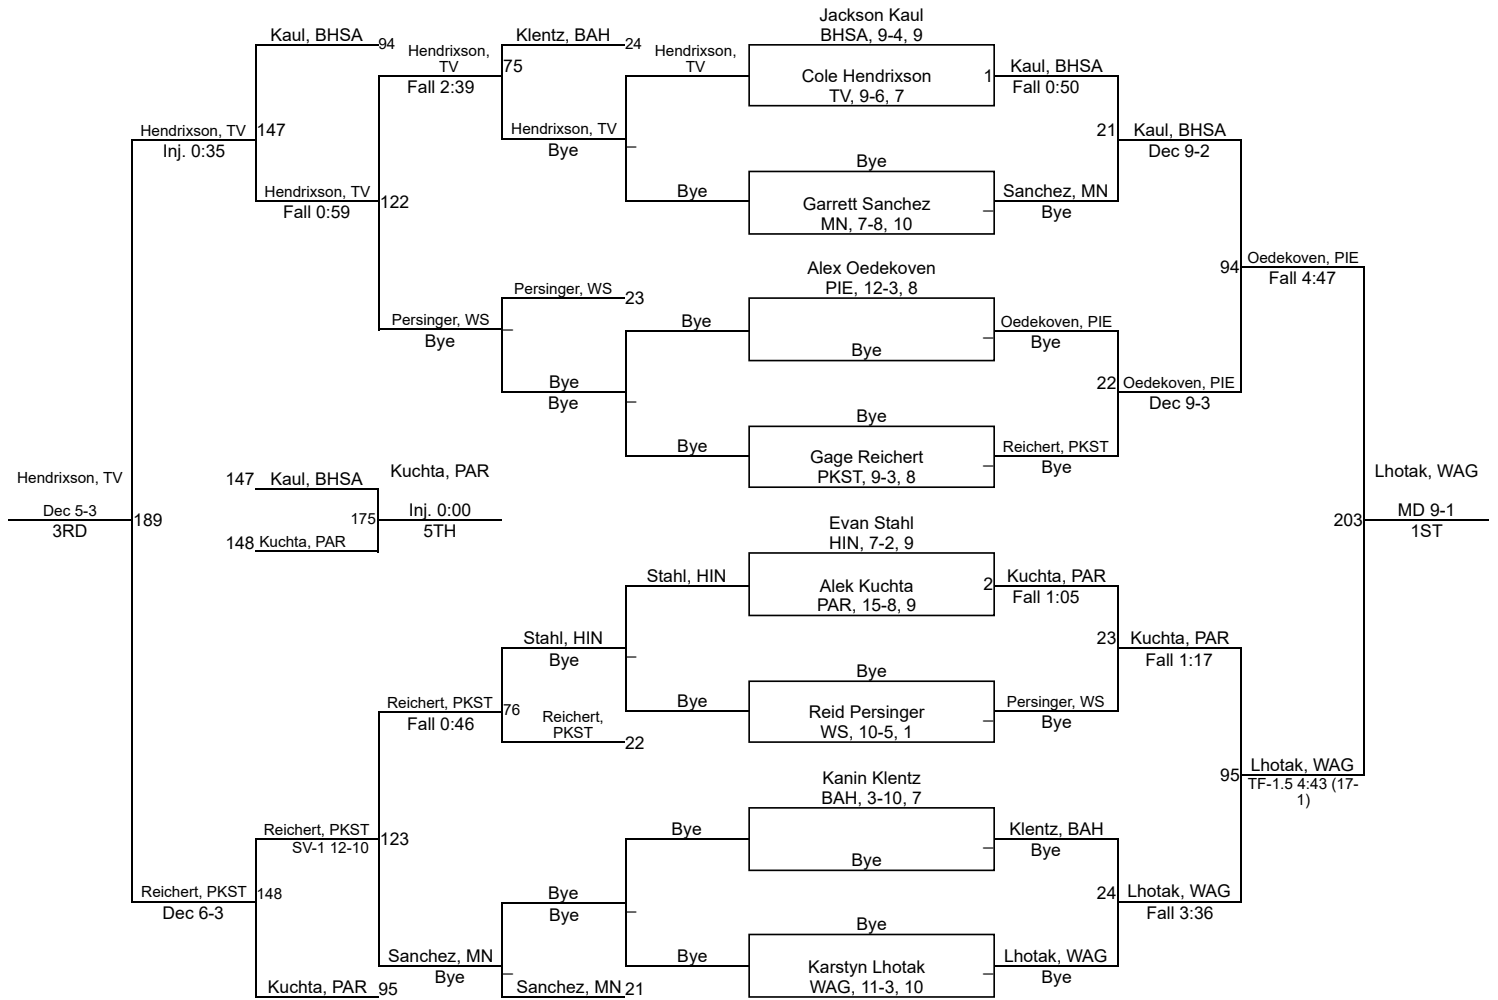 Jackson Kaul
BHSA, 9-4, 9
Cole Hendrixson
TV, 9-6, 7
1
Bye
Garrett Sanchez
MN, 7-8, 10
Alex Oedekoven
PIE, 12-3, 8
Bye
Bye
Gage Reichert
PKST, 9-3, 8
Evan Stahl
HIN, 7-2, 9
Alek Kuchta
PAR, 15-8, 9
2
Bye
Reid Persinger
WS, 10-5, 1
Kanin Klentz
BAH, 3-10, 7
Bye
Bye
Karstyn Lhotak
WAG, 11-3, 10
Kaul, BHSA
Fall 0:50
Sanchez, MN
Bye
Oedekoven, PIE
Bye
Reichert, PKST
Bye
Kuchta, PAR
Fall 1:05
Persinger, WS
Bye
Klentz, BAH
Bye
Lhotak, WAG
Bye
21
Kaul, BHSA
Dec 9-2
22
Oedekoven, PIE
Dec 9-3
23
Kuchta, PAR
Fall 1:17
24
Lhotak, WAG
Fall 3:36
94
Oedekoven, PIE
Fall 4:47
95
Lhotak, WAG
TF-1.5 4:43 (17-
1)
Lhotak, WAG
203
MD 9-1
1ST
Hendrixson,
TV
Bye
Bye
Bye
Stahl, HIN
Bye
Bye
Bye
Klentz, BAH
24
Hendrixson, TV
Bye
Persinger, WS
23
Bye
Bye
Stahl, HIN
Bye
Reichert,
PKST
22
Bye
Bye
Sanchez, MN
21
Hendrixson,
TV
75
Fall 2:39
Persinger, WS
Bye
Reichert, PKST
76
Fall 0:46
Sanchez, MN
Bye
Kaul, BHSA
94
Hendrixson, TV
122
Fall 0:59
Reichert, PKST
123
SV-1 12-10
Kuchta, PAR
95
Hendrixson, TV
147
Inj. 0:35
Reichert, PKST
148
Dec 6-3
Hendrixson, TV
Dec 5-3
189
3RD
147
Kaul, BHSA
148
Kuchta, PAR
Kuchta, PAR
175
Inj. 0:00
5TH